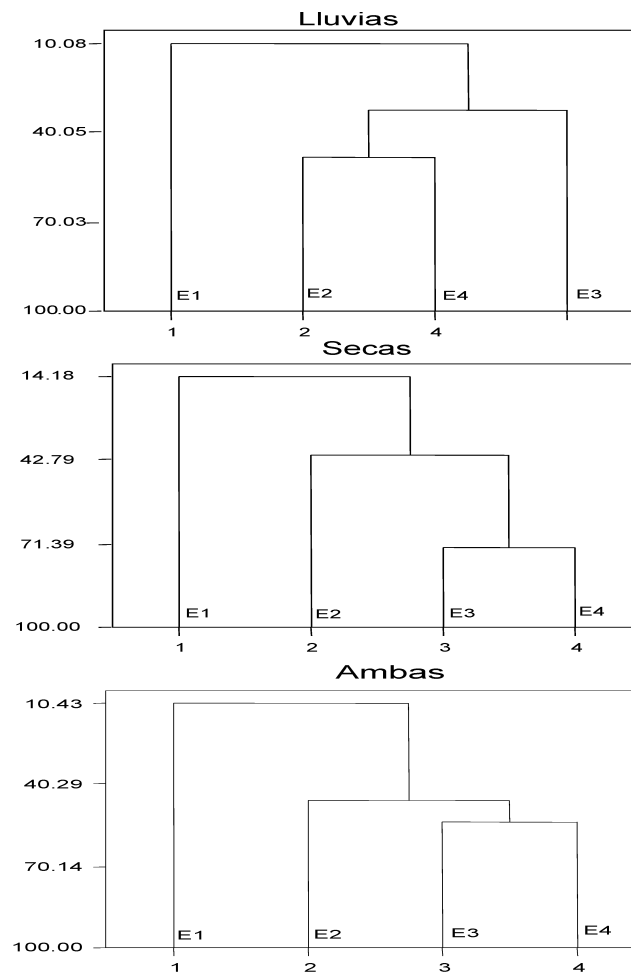 Lluvias
10.08
40.05
70.03
100.00
E1 E2 E4 E3
1 2 4
Secas
14.18
42.79
71.39
100.00
E1 E2 E3 E4
1 2 3 4
Ambas
10.43
40.29
70.14
100.00
E1 E2 E3 E4
1 2 3 4